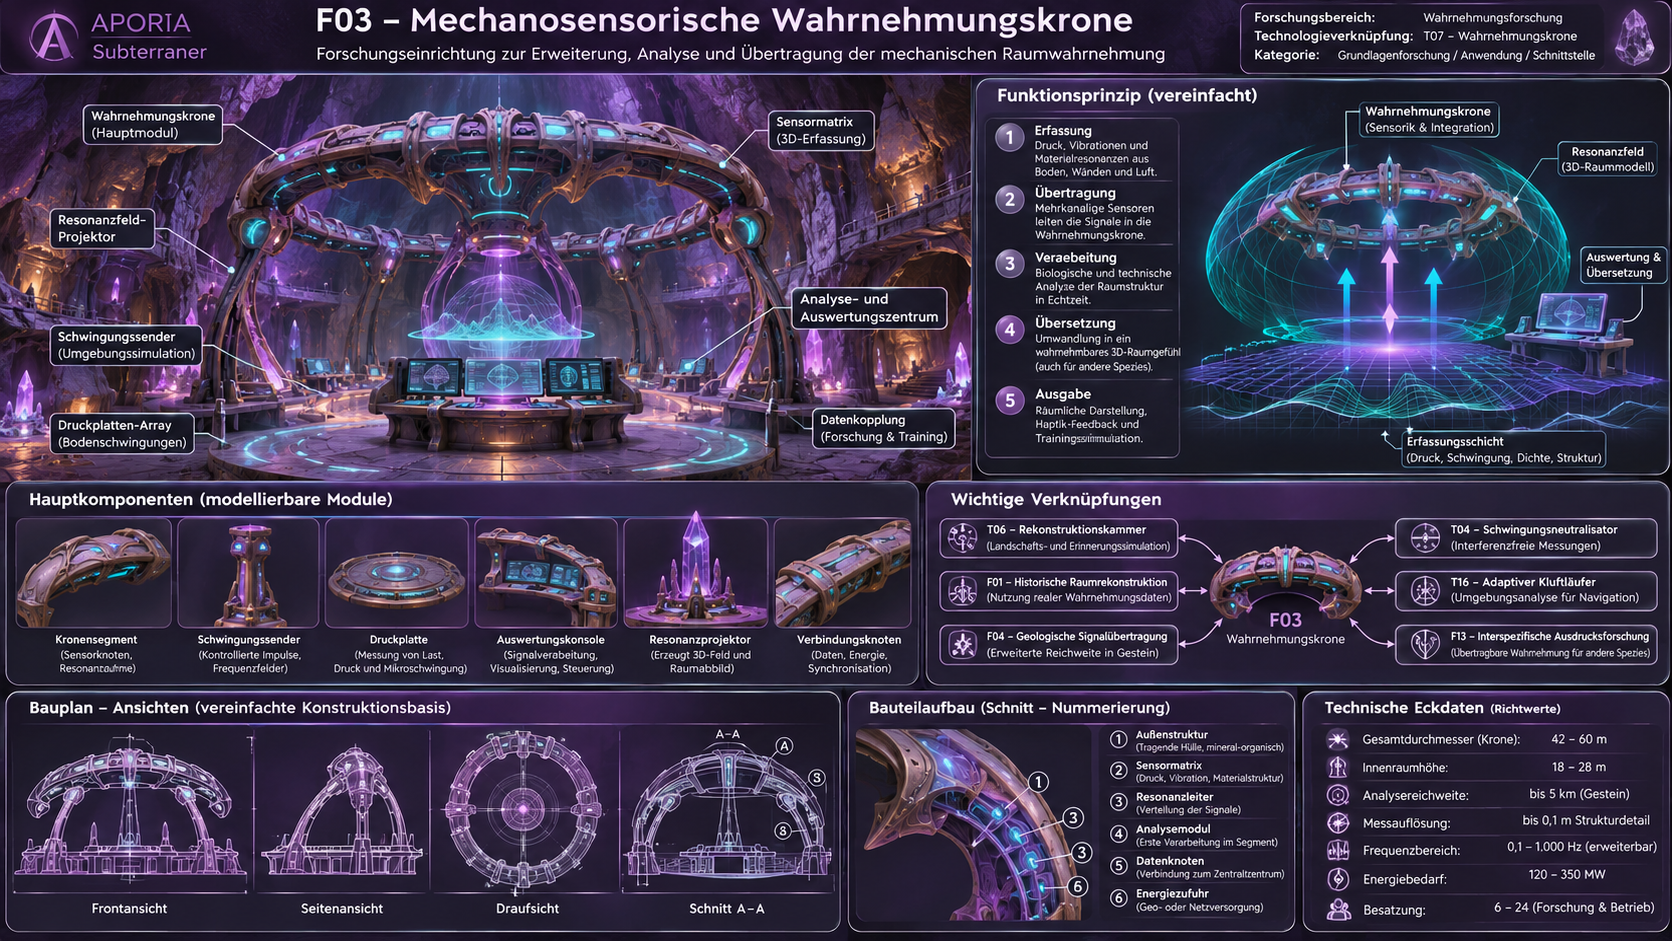 APORIA
Subterraner
F03 – Mechanosensorische Wahrnehmungskrone
Forschungseinrichtung zur Erweiterung, Analyse und Übertragung der mechanischen Raumwahrnehmung
Forschungsbereich: Wahrnehmungsforschung
Technologieverknüpfung: T07 – Wahrnehmungskrone
Kategorie: Grundlagenforschung / Anwendung / Schnittstelle
Wahrnehmungskrone
(Hauptmodul)
Sensormatrix
(3D-Erfassung)
Resonanzfeld-
Projektor
Schwingungssender
(Umgebungssimulation)
Analyse- und
Auswertungszentrum
Druckplatten-Array
(Bodenschwingungen)
Datenkopplung
(Forschung & Training)
Funktionsprinzip (vereinfacht)
1
Erfassung
Druck, Vibrationen und
Materialresonanzen aus
Boden, Wänden und Luft.
2
Übertragung
Mehrkanalige Sensoren
leiten die Signale in die
Wahrnehmungskrone.
3
Veraebeitung
Biologische und technische
Analyze der Raumstruktur
in Echtzeit.
4
Übersetzung
Umwandlung in ein
wahrnehmbares 3D-Raumgefühl
(auch für andere Spezies).
5
Ausgabe
Räumliche Darstellung,
Haptik-Feedback und
Wahrnehmungskrone
(Sensorik & Integration)
Resonanzfeld
(3D-Raummodell)
Auswertung &
Übersetzung
Erfassungsschicht
(Druck, Schwingung, Dichte, Struktur)
Hauptkomponenten (modellierbare Module)
Kronensegment
(Sensorknoten,
Schwingungssender
(Kontrollierte Impulse,
Frequenzfelder)
Druckplatte
(Messung von Last,
Druck und Mikroschwingung)
Auswertungskonsole
(Signalverabeitung,
Visualisierung, Steuerung)
Resonanzprojektor
(Erzeugt 3D-Feld und
Raumabbild)
Verbindungsknoten
(Daten, Energie,
Synchronisation)
Wichtige Verknüpfungen
T06 – Rekonstruktionskammer
(Landschafts- und Erinnerungssimulation)
F01 – Historische Raumrekonstruktion
(Nutzung realer Wahrnehmungsdaten)
F04 – Geologische Signalübertragung
(Erweiterte Reichweite in Gestein)
F03
Wahrnehmungskrone
T04 – Schwingungsneutralisator
(Interferenzfreie Messungen)
T16 – Adaptiver Kluftläufer
(Umgebungsanalyse für Navigation)
F13 – Interspezifische Ausdrucksforschung
(Übertragbare Wahrnehmung für andere Spezies)
Bauplan – Ansichten (vereinfachte Konstruktionsbasis)
A–A
A
S
8
Frontansicht
Seitenansicht
Draufsicht
Schnitt A–A
Bauteilaufbau (Schnitt – Nummerierung)
1
3
3
6
1 Außenstruktur
(Tragende Hülle, mineral-organisch)
2 Sensormatrix
(Druck, Vibration, Materialstruktur)
3 Resonanzleiter
(Verteilung der Signale)
4 Analysemodul
(Erste Verarbeitung im Segment)
5 Datenknoten
(Verbindung zum Zentraltzentrum)
6 Energiezufuhr
(Geo- oder Netzversorgung)
Technische Eckdaten (Richtwerte)
Gesamtdurchmesser (Krone): 42 – 60 m
Innenraumhöhe: 18 – 28 m
Analysereichweite: bis 5 km (Gestein)
Messauflösung: bis 0,1 m Strukturdetail
Frequenzbereich: 0,1 – 1.000 Hz (erweiterbar)
Energiebedarf: 120 – 350 MW
Besatzung: 6 – 24 (Forschung & Betrieb)